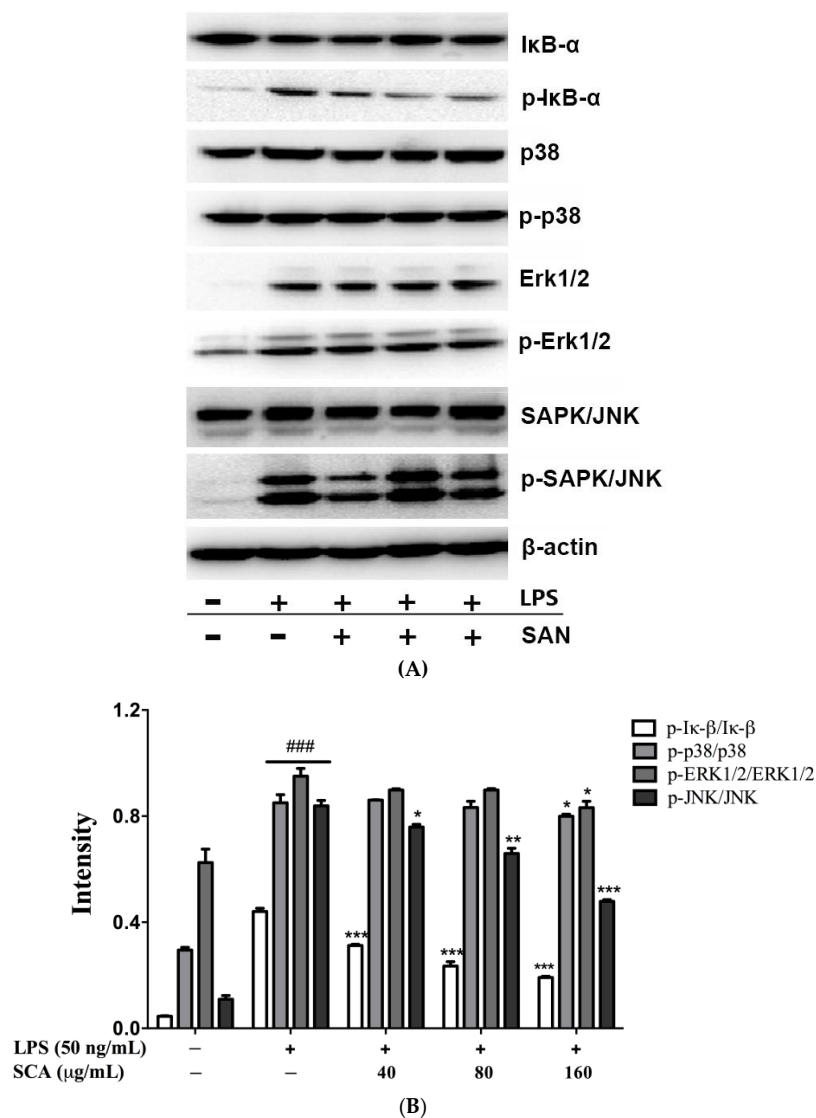 IκB-α
p-IκB-α
p38
p-p38
Erk1/2
p-Erk1/2
SAPK/JNK
p-SAPK/JNK
β-actin
– + + + + LPS
– – + + + SAN
(A)
1.2
0.8
0.4
0.0
Intensity
###
*
***
**
***
* *
***
***
p-Iκ-β/Iκ-β
p-p38/p38
p-ERK1/2/ERK1/2
p-JNK/JNK
LPS (50 ng/mL) – + + + +
SCA (μg/mL) – – 40 80 160
(B)